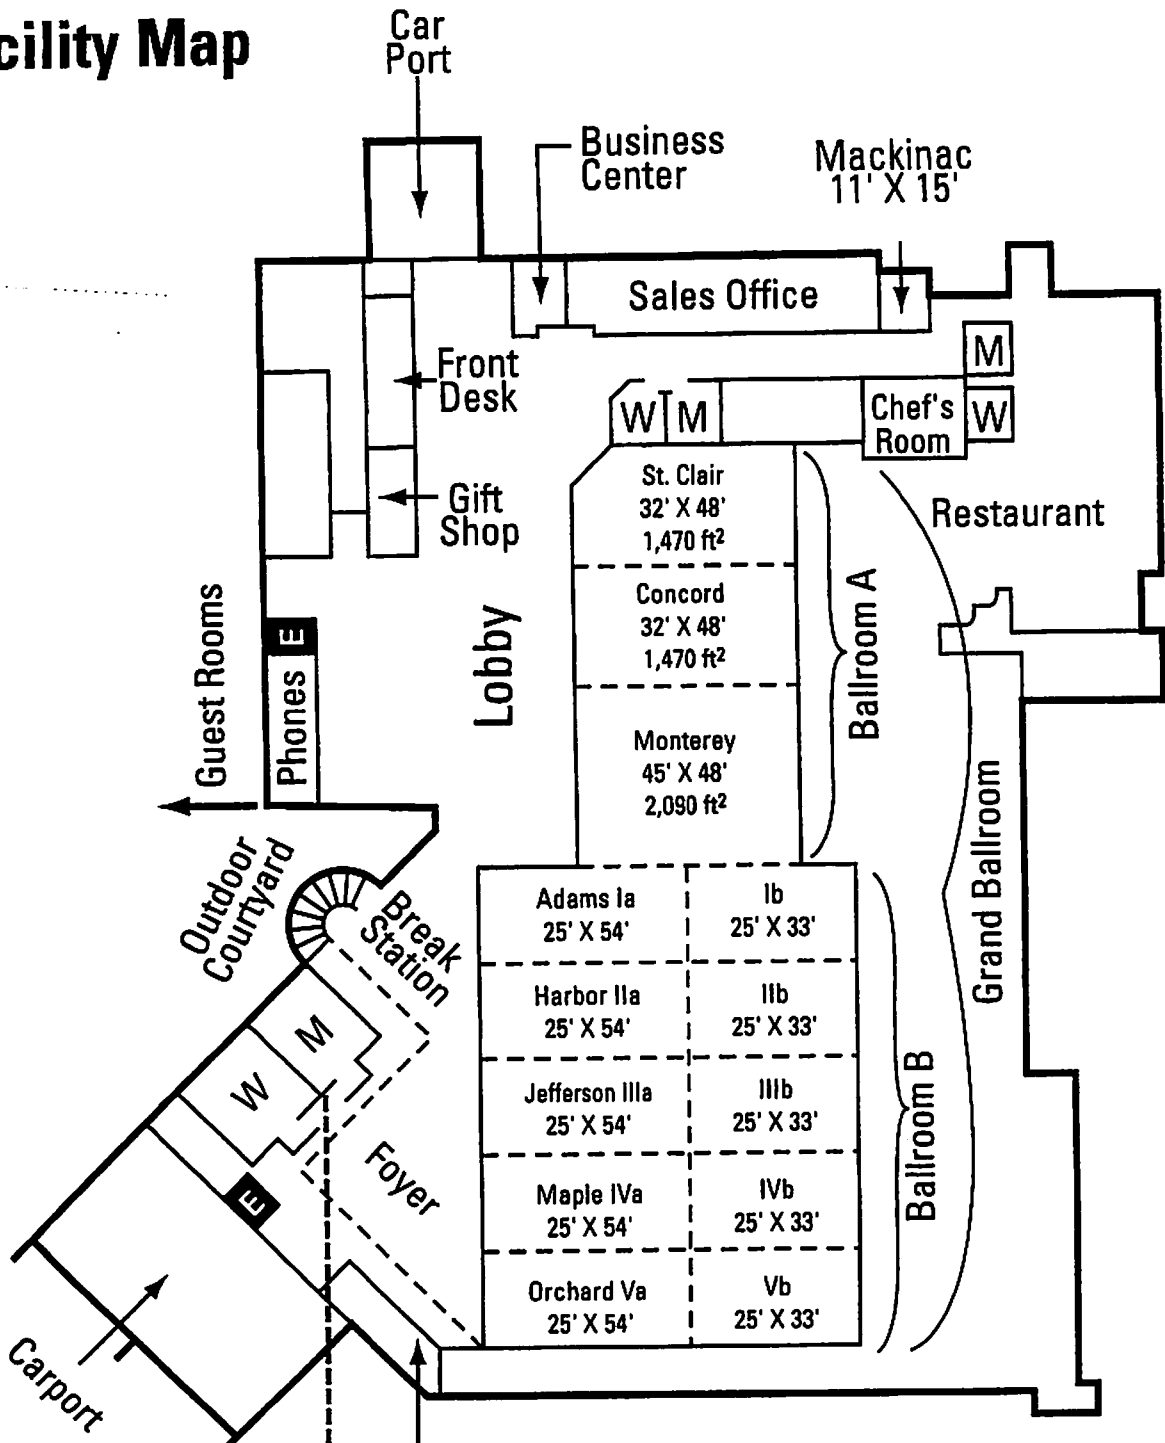 cility Map
Car
Port
Business
Center
Mackinac
11' X 15'
Sales Office
Front
Desk
M
W M
Chef's
Room
W
Gift
Shop
St. Clair
32' X 48'
1,470 ft²
Restaurant
Concord
32' X 48'
1,470 ft²
Ballroom A
Guest Rooms
E
Phones
Lobby
Monterey
45' X 48'
2,090 ft²
Grand Ballroom
Outdoor
Courtyard
Break
Station
Adams Ia
25' X 54'
Ib
25' X 33'
Harbor IIa
25' X 54'
IIb
25' X 33'
M
W
Jefferson IIIa
25' X 54'
IIIb
25' X 33'
Ballroom B
Foyer
E
Maple IVa
25' X 54'
IVb
25' X 33'
Orchard Va
25' X 54'
Vb
25' X 33'
Carport